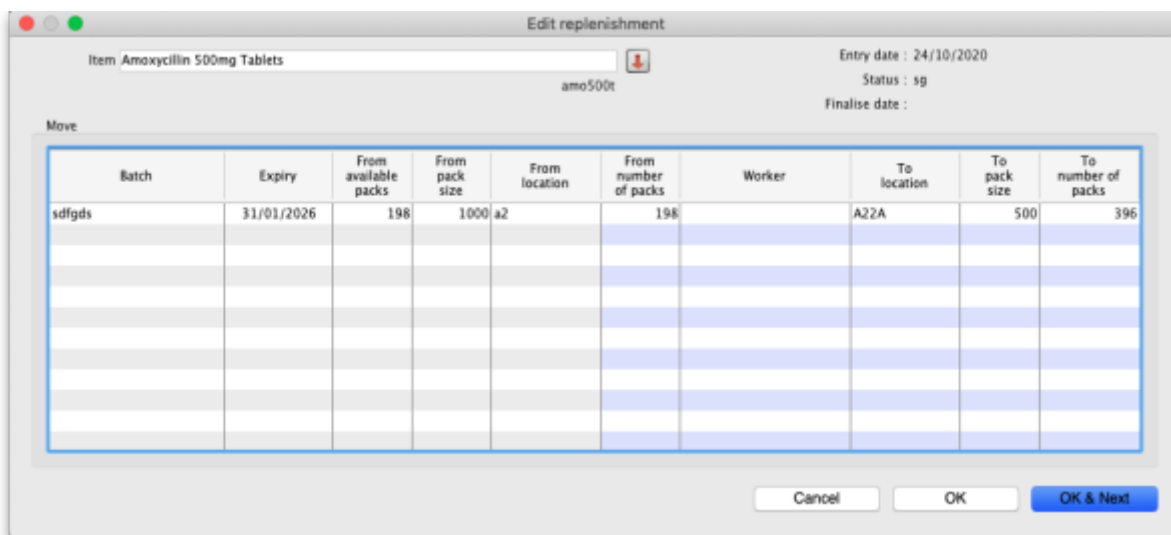 Edit replenishment
Item Amoxycillin 500mg Tablets
amo500t
Entry date : 24/10/2020
Status : sg
Finalise date :
Move
Batch Expiry From available packs From pack size From location From number of packs Worker To location To pack size To number of packs
sdfgds 31/01/2026 198 1000 a2 198 A22A 500 396
Cancel OK OK & Next